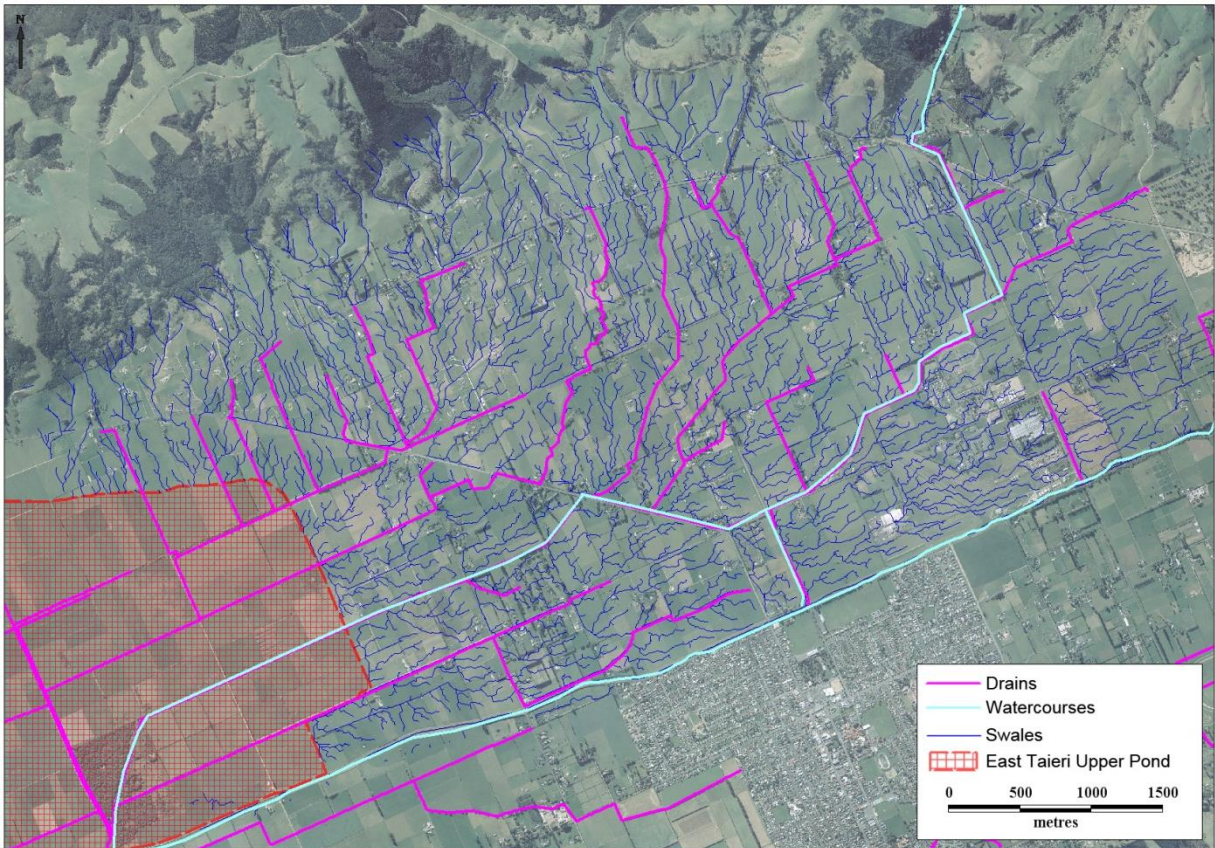 N
Drains
Watercourses
Swales
East Taieri Upper Pond
0 500 1000 1500
metres